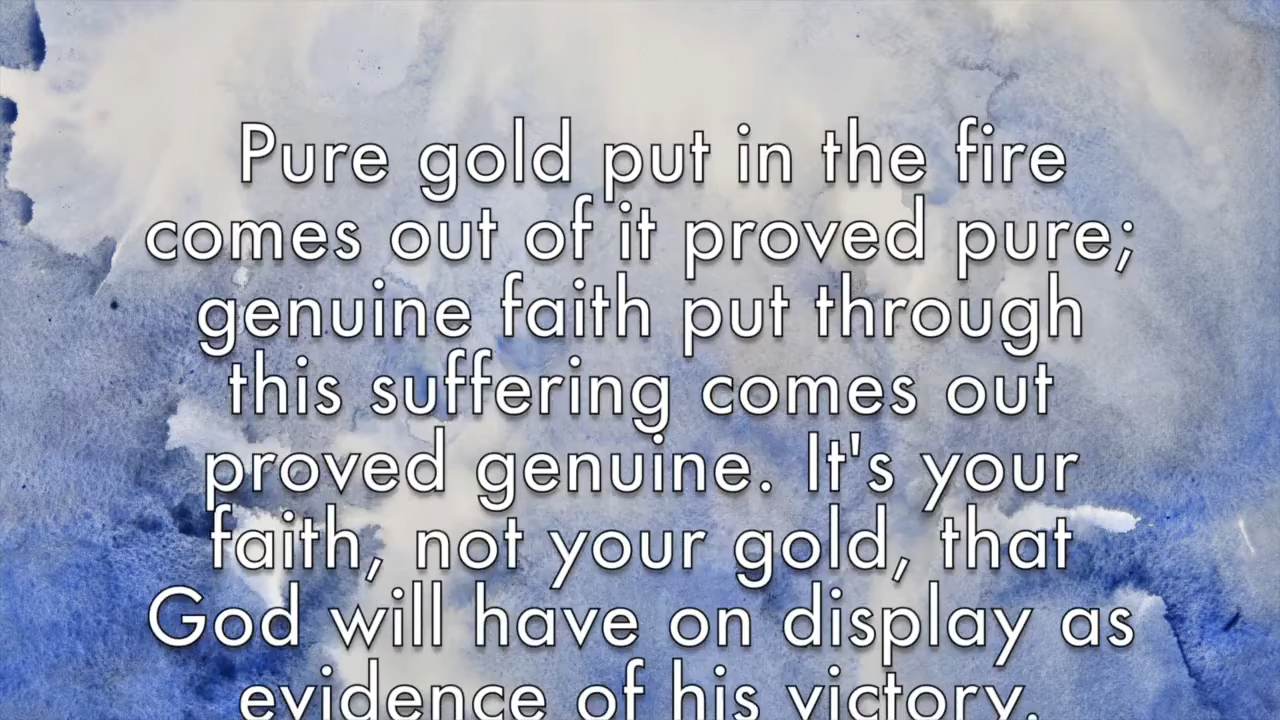 Pure gold put in the fire
comes out of it proved pure;
genuine faith put through
this suffering comes out
proved genuine. It's your
faith, not your gold, that
God will have on display as
evidence of his victory.